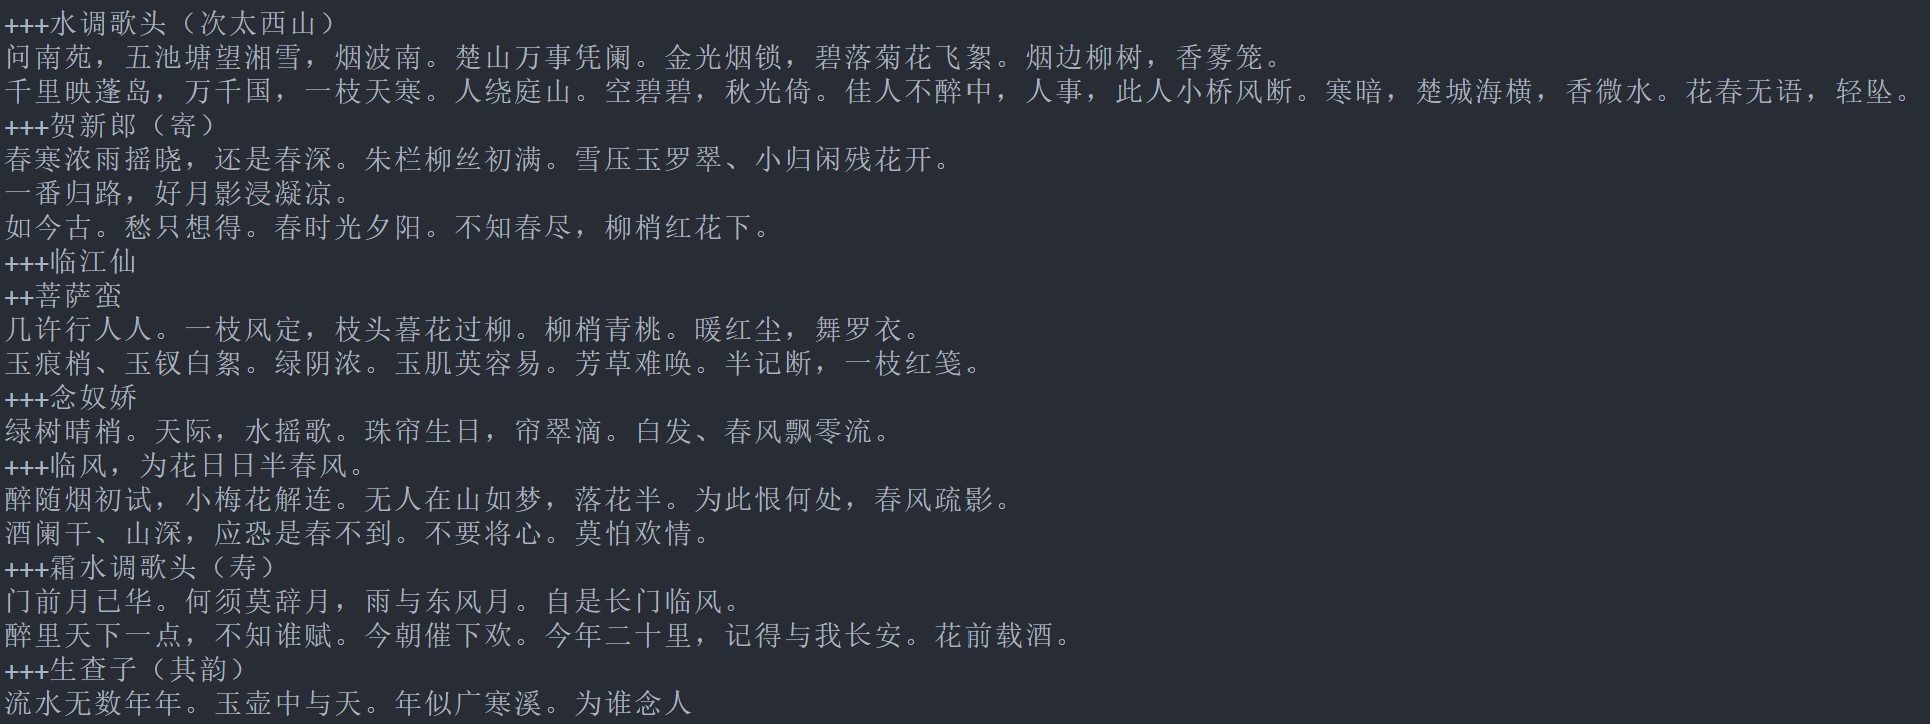 +++水调歌头（次太西山）
问南苑，五池塘望湘雪，烟波南。楚山万事凭阑。金光烟锁，碧落菊花飞絮。烟边柳树，香雾笼。
千里映蓬岛，万千国，一枝天寒。人绕庭山。空碧碧，秋光倚。佳人不醉中，人事，此人小桥风断。寒暗，楚城海横，香微水。花春无语，轻坠。
+++贺新郎（寄）
春寒浓雨摇晓，还是春深。朱栏柳丝初满。雪压玉罗翠、小归闲残花开。
一番归路，好月影浸凝凉。
如今古。愁只想得。春时光夕阳。不知春尽，柳梢红花下。
+++临江仙
++菩萨蛮
几许行人人。一枝风定，枝头暮花过柳。柳梢青桃。暖红尘，舞罗衣。
玉痕梢、玉钗白絮。绿阴浓。玉肌英容易。芳草难唤。半记断，一枝红笺。
+++念奴娇
绿树晴梢。天际，水摇歌。珠帘生日，帘翠滴。白发、春风飘零流。
+++临风，为花日日半春风。
醉随烟初试，小梅花解连。无人在山如梦，落花半。为此恨何处，春风疏影。
酒阑干、山深，应恐是春不到。不要将心。莫怕欢情。
+++霜水调歌头（寿）
门前月已华。何须莫辞月，雨与东风月。自是长门临风。
醉里天下一点，不知谁赋。今朝催下欢。今年二十里，记得与我长安。花前载酒。
+++生查子（其韵）
流水无数年年。玉壶中与天。年似广寒溪。为谁念人